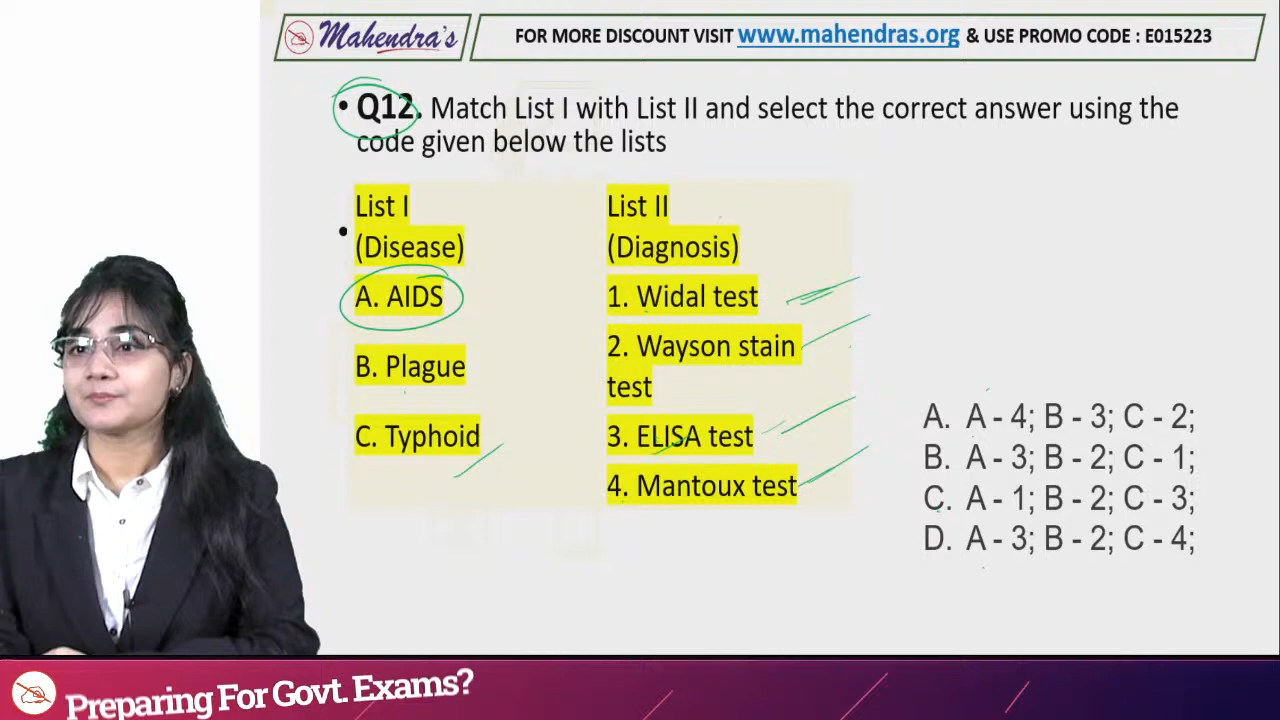 Mahendra's
FOR MORE DISCOUNT VISIT www.mahendras.org & USE PROMO CODE : E015223
• Q12. Match List I with List II and select the correct answer using the
code given below the lists
List I
(Disease)
A. AIDS
B. Plague
C. Typhoid
List II
(Diagnosis)
1. Widal test
2. Wayson stain
test
3. ELISA test
4. Mantoux test
A. A - 4; B - 3; C - 2;
B. A - 3; B - 2; C - 1;
C. A - 1; B - 2; C - 3;
D. A - 3; B - 2; C - 4;
Preparing For Govt. Exams?